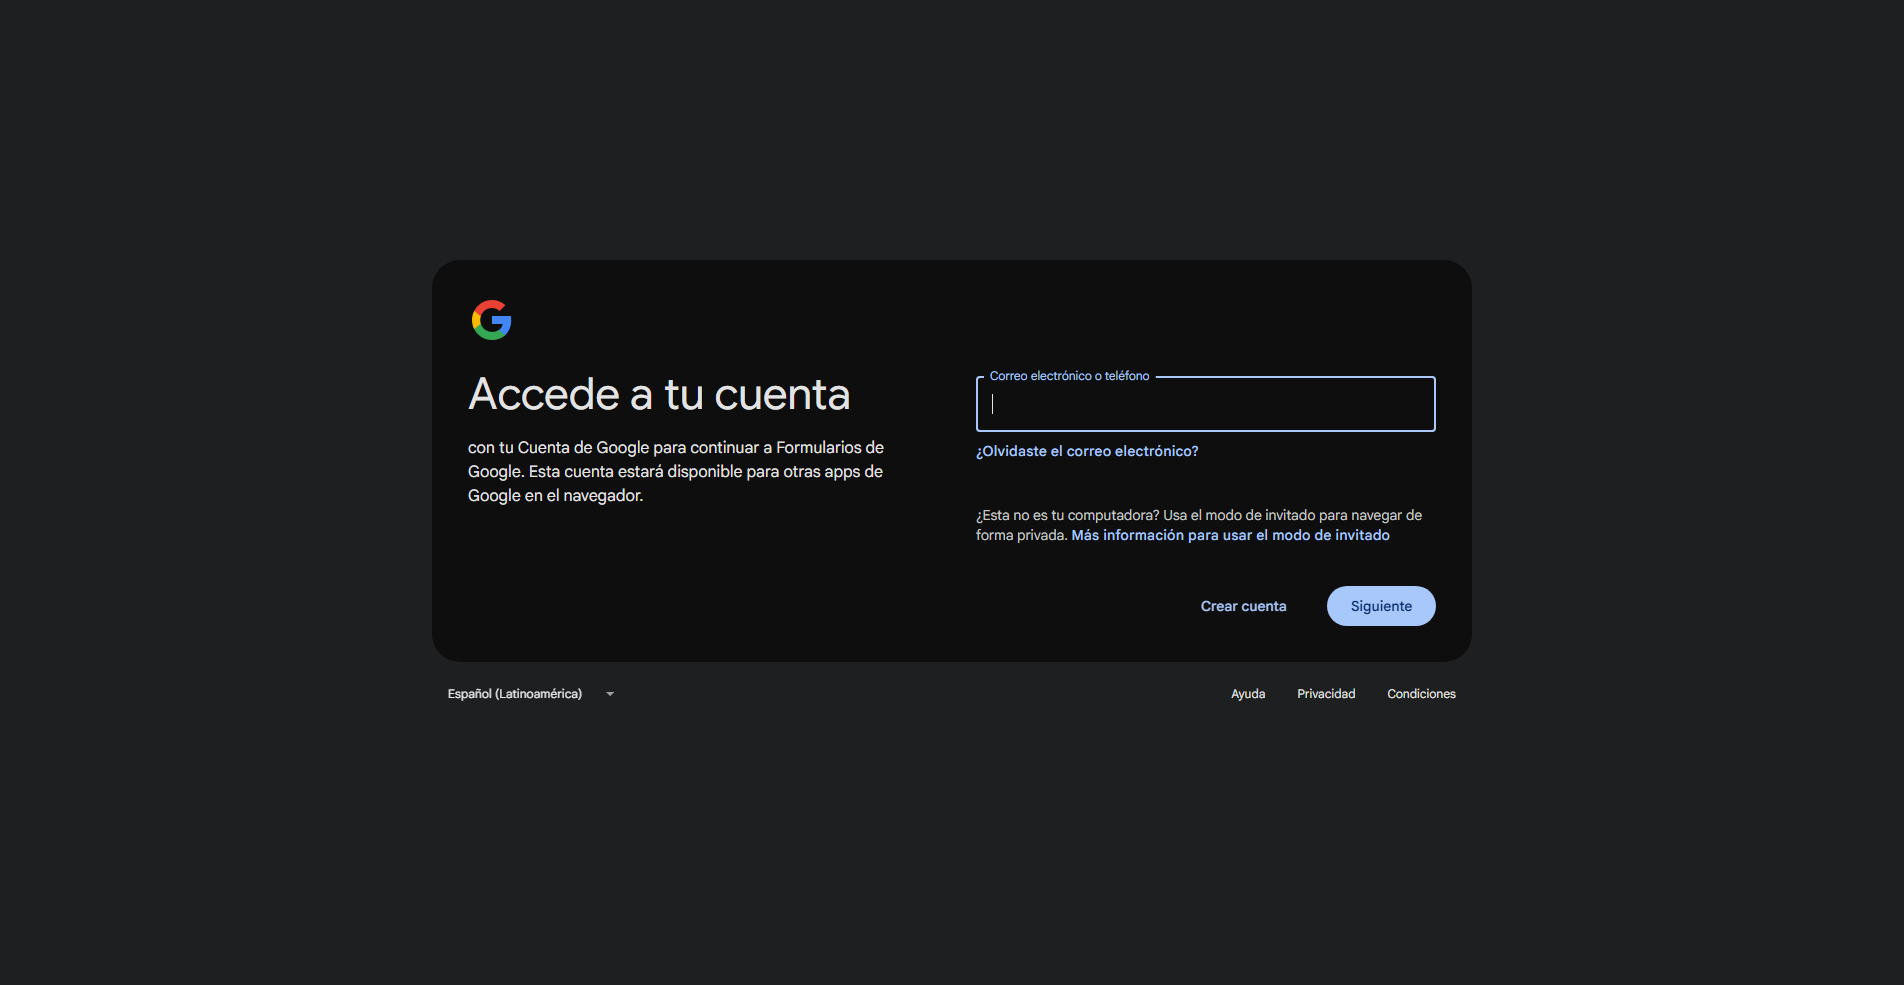 Accede a tu cuenta
con tu Cuenta de Google para continuar a Formularios de
Google. Esta cuenta estará disponible para otras apps de
Google en el navegador.
Correo electrónico o teléfono
¿Olvidaste el correo electrónico?
¿Esta no es tu computadora? Usa el modo de invitado para navegar de
forma privada. Más información para usar el modo de invitado
Crear cuenta
Siguiente
Español (Latinoamérica)
Ayuda
Privacidad
Condiciones